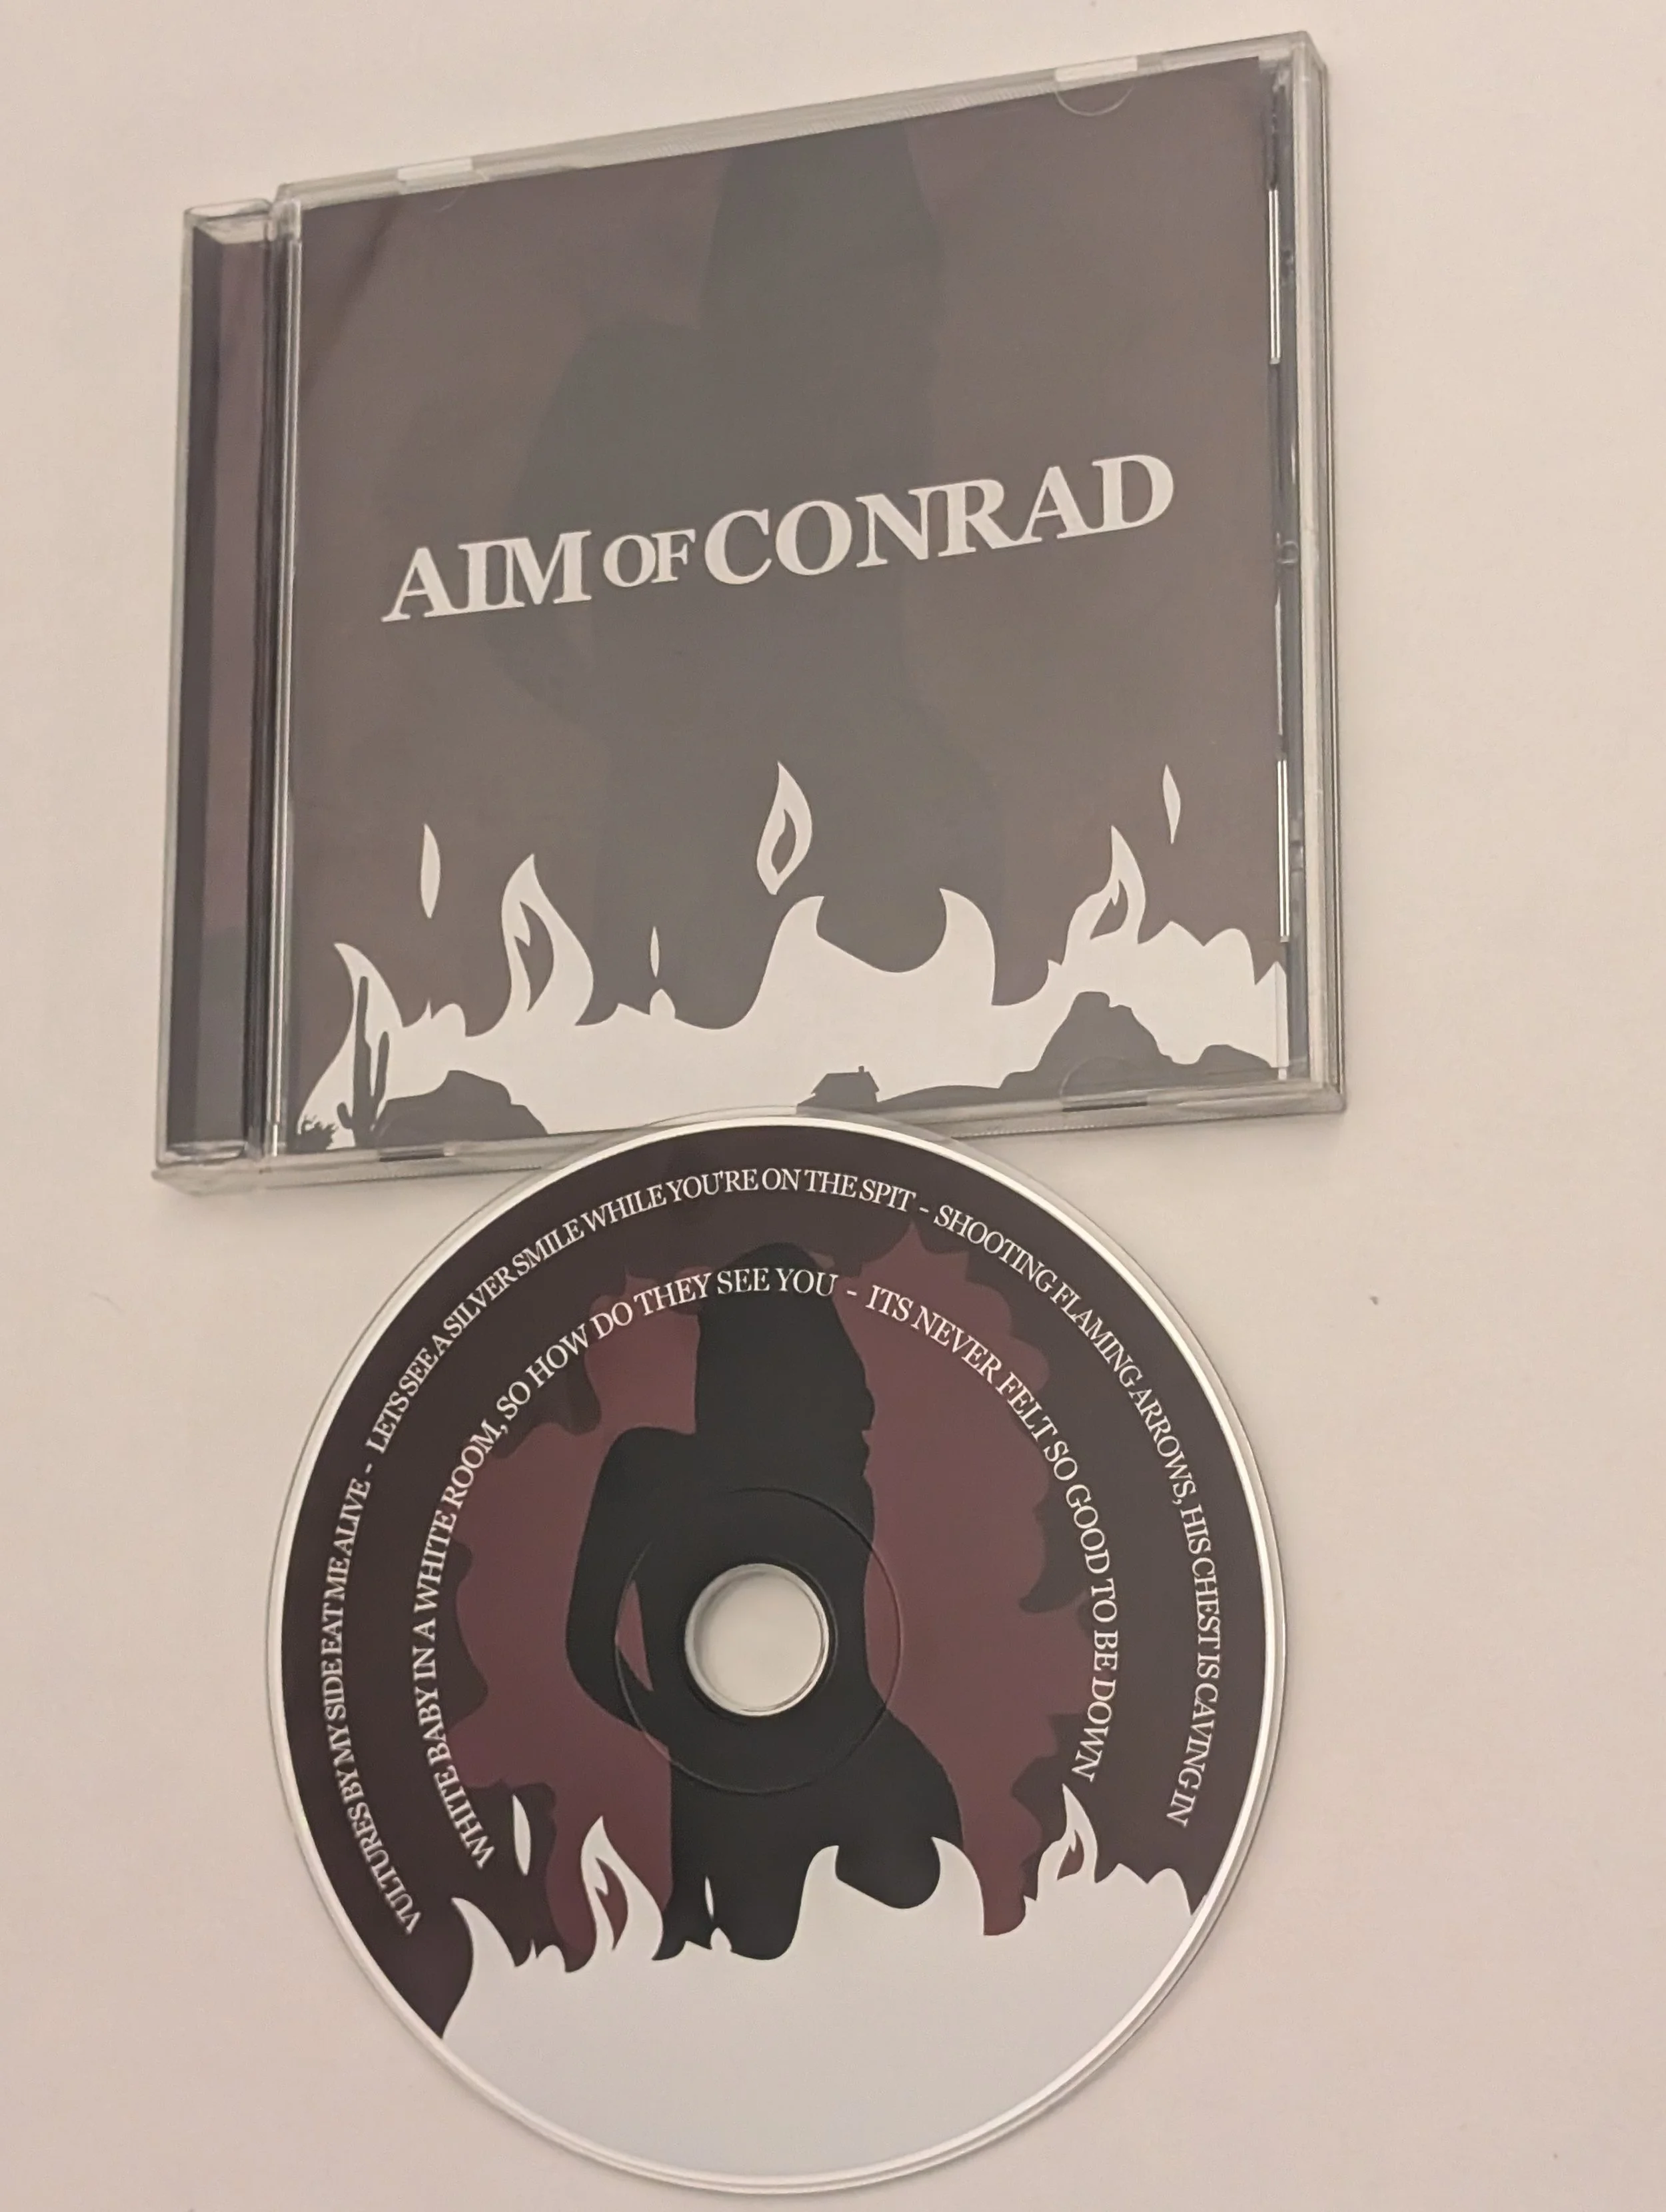 AIM OF CONRAD
VULTURES BY MY SIDE EAT ME ALIVE - LETS SEE A SILVER SMILE WHILE YOU'RE ON THE SPIT - SHOOTING FLAMING ARROWS, HIS CHEST IS CAVING IN
WHITE BABY IN A WHITE ROOM, SO HOW DO THEY SEE YOU - ITS NEVER FELT SO GOOD TO BE DOWN